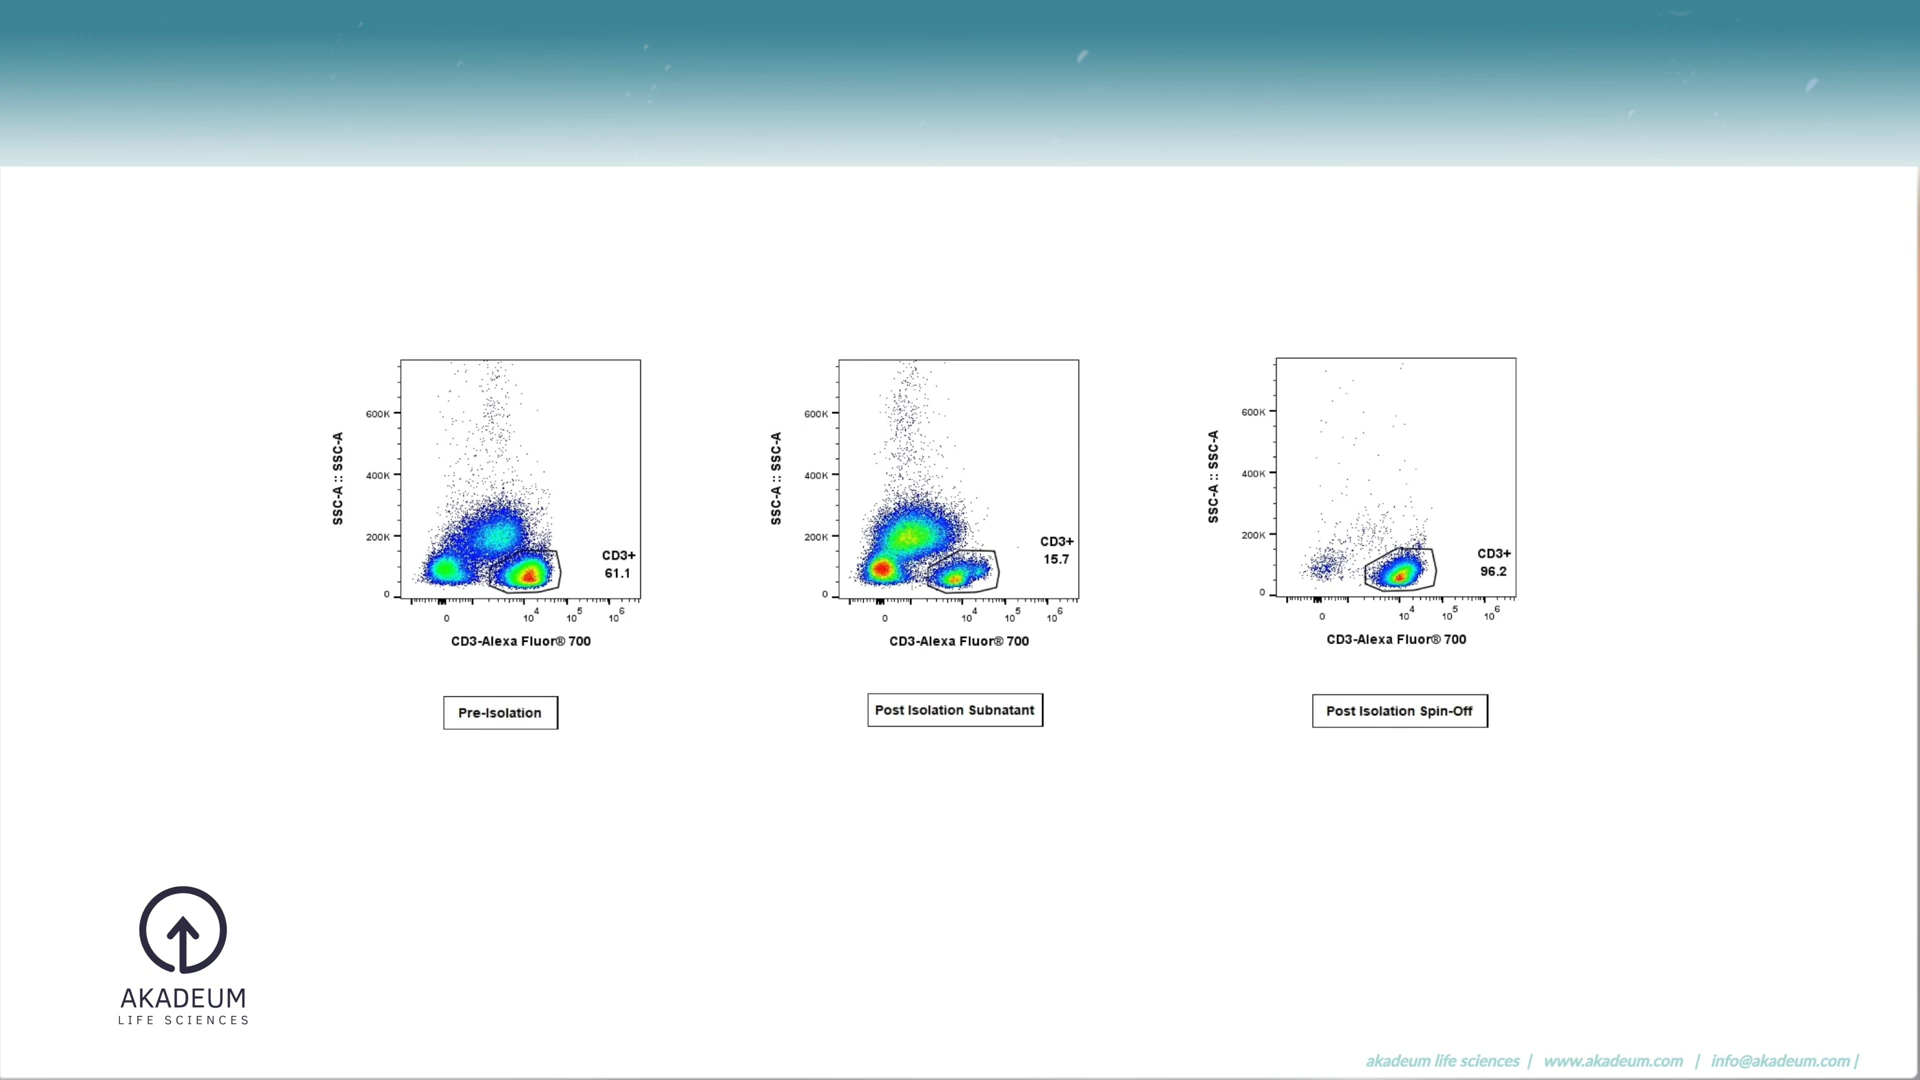 SSC-A :: SSC-A
600K
400K
200K
0
CD3+
61.1
0
10^4
10^5
10^6
CD3-Alexa Fluor® 700
Pre-Isolation
SSC-A :: SSC-A
600K
400K
200K
0
CD3+
15.7
0
10^4
10^5
10^6
CD3-Alexa Fluor® 700
Post Isolation Subnatant
SSC-A :: SSC-A
600K
400K
200K
0
CD3+
96.2
0
10^4
10^5
10^6
CD3-Alexa Fluor® 700
Post Isolation Spin-Off
AKADEUM
LIFE SCIENCES
akadeum life sciences | www.akadeum.com | info@akadeum.com |